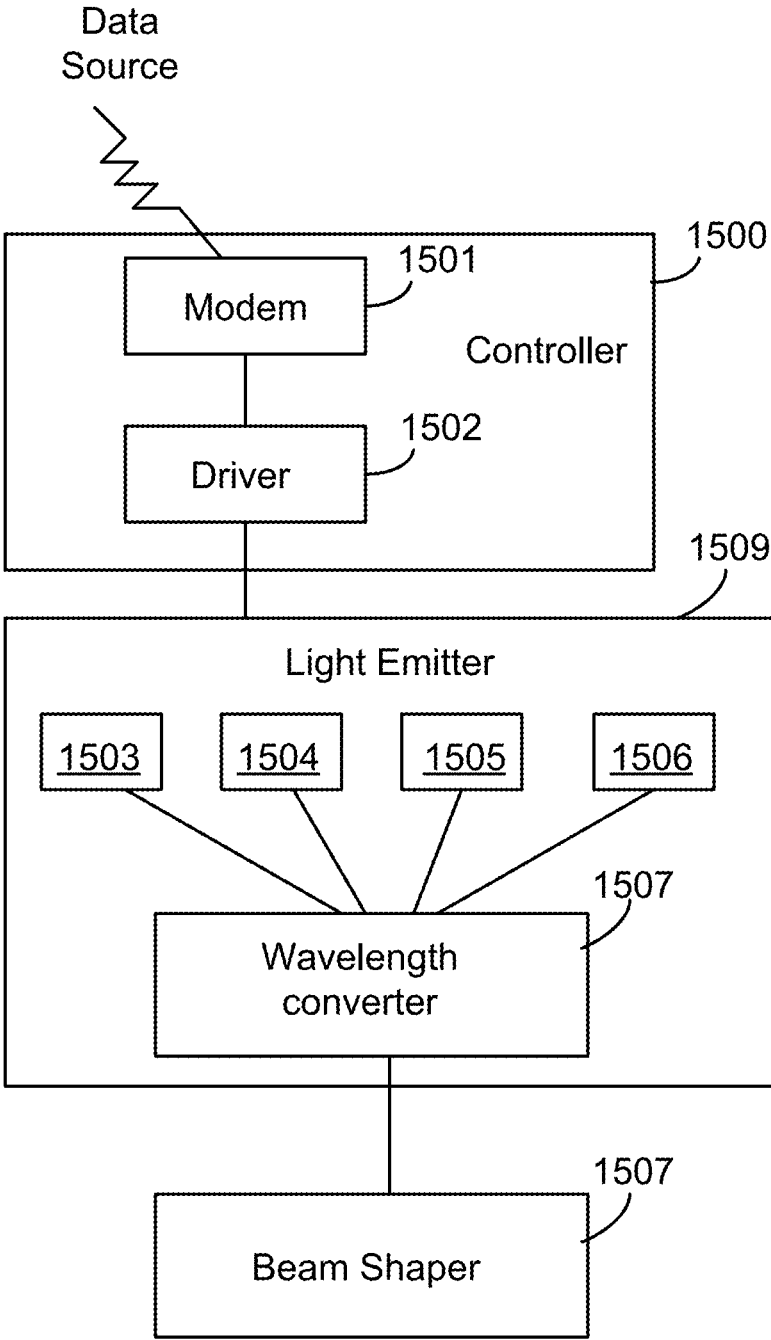 Data
Source
1500
1501
Modem
Controller
1502
Driver
1509
Light Emitter
1503 1504 1505 1506
1507
Wavelength
converter
1507
Beam Shaper